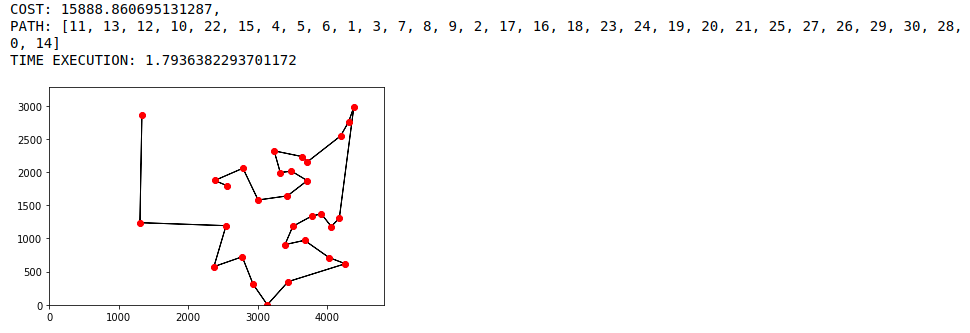 COST: 15888.860695131287,
PATH: [11, 13, 12, 10, 22, 15, 4, 5, 6, 1, 3, 7, 8, 9, 2, 17, 16, 18, 23, 24, 19, 20, 21, 25, 27, 26, 29, 30, 28,
0, 14]
TIME EXECUTION: 1.7936382293701172
3000
2500
2000
1500
1000
500
0
0 1000 2000 3000 4000